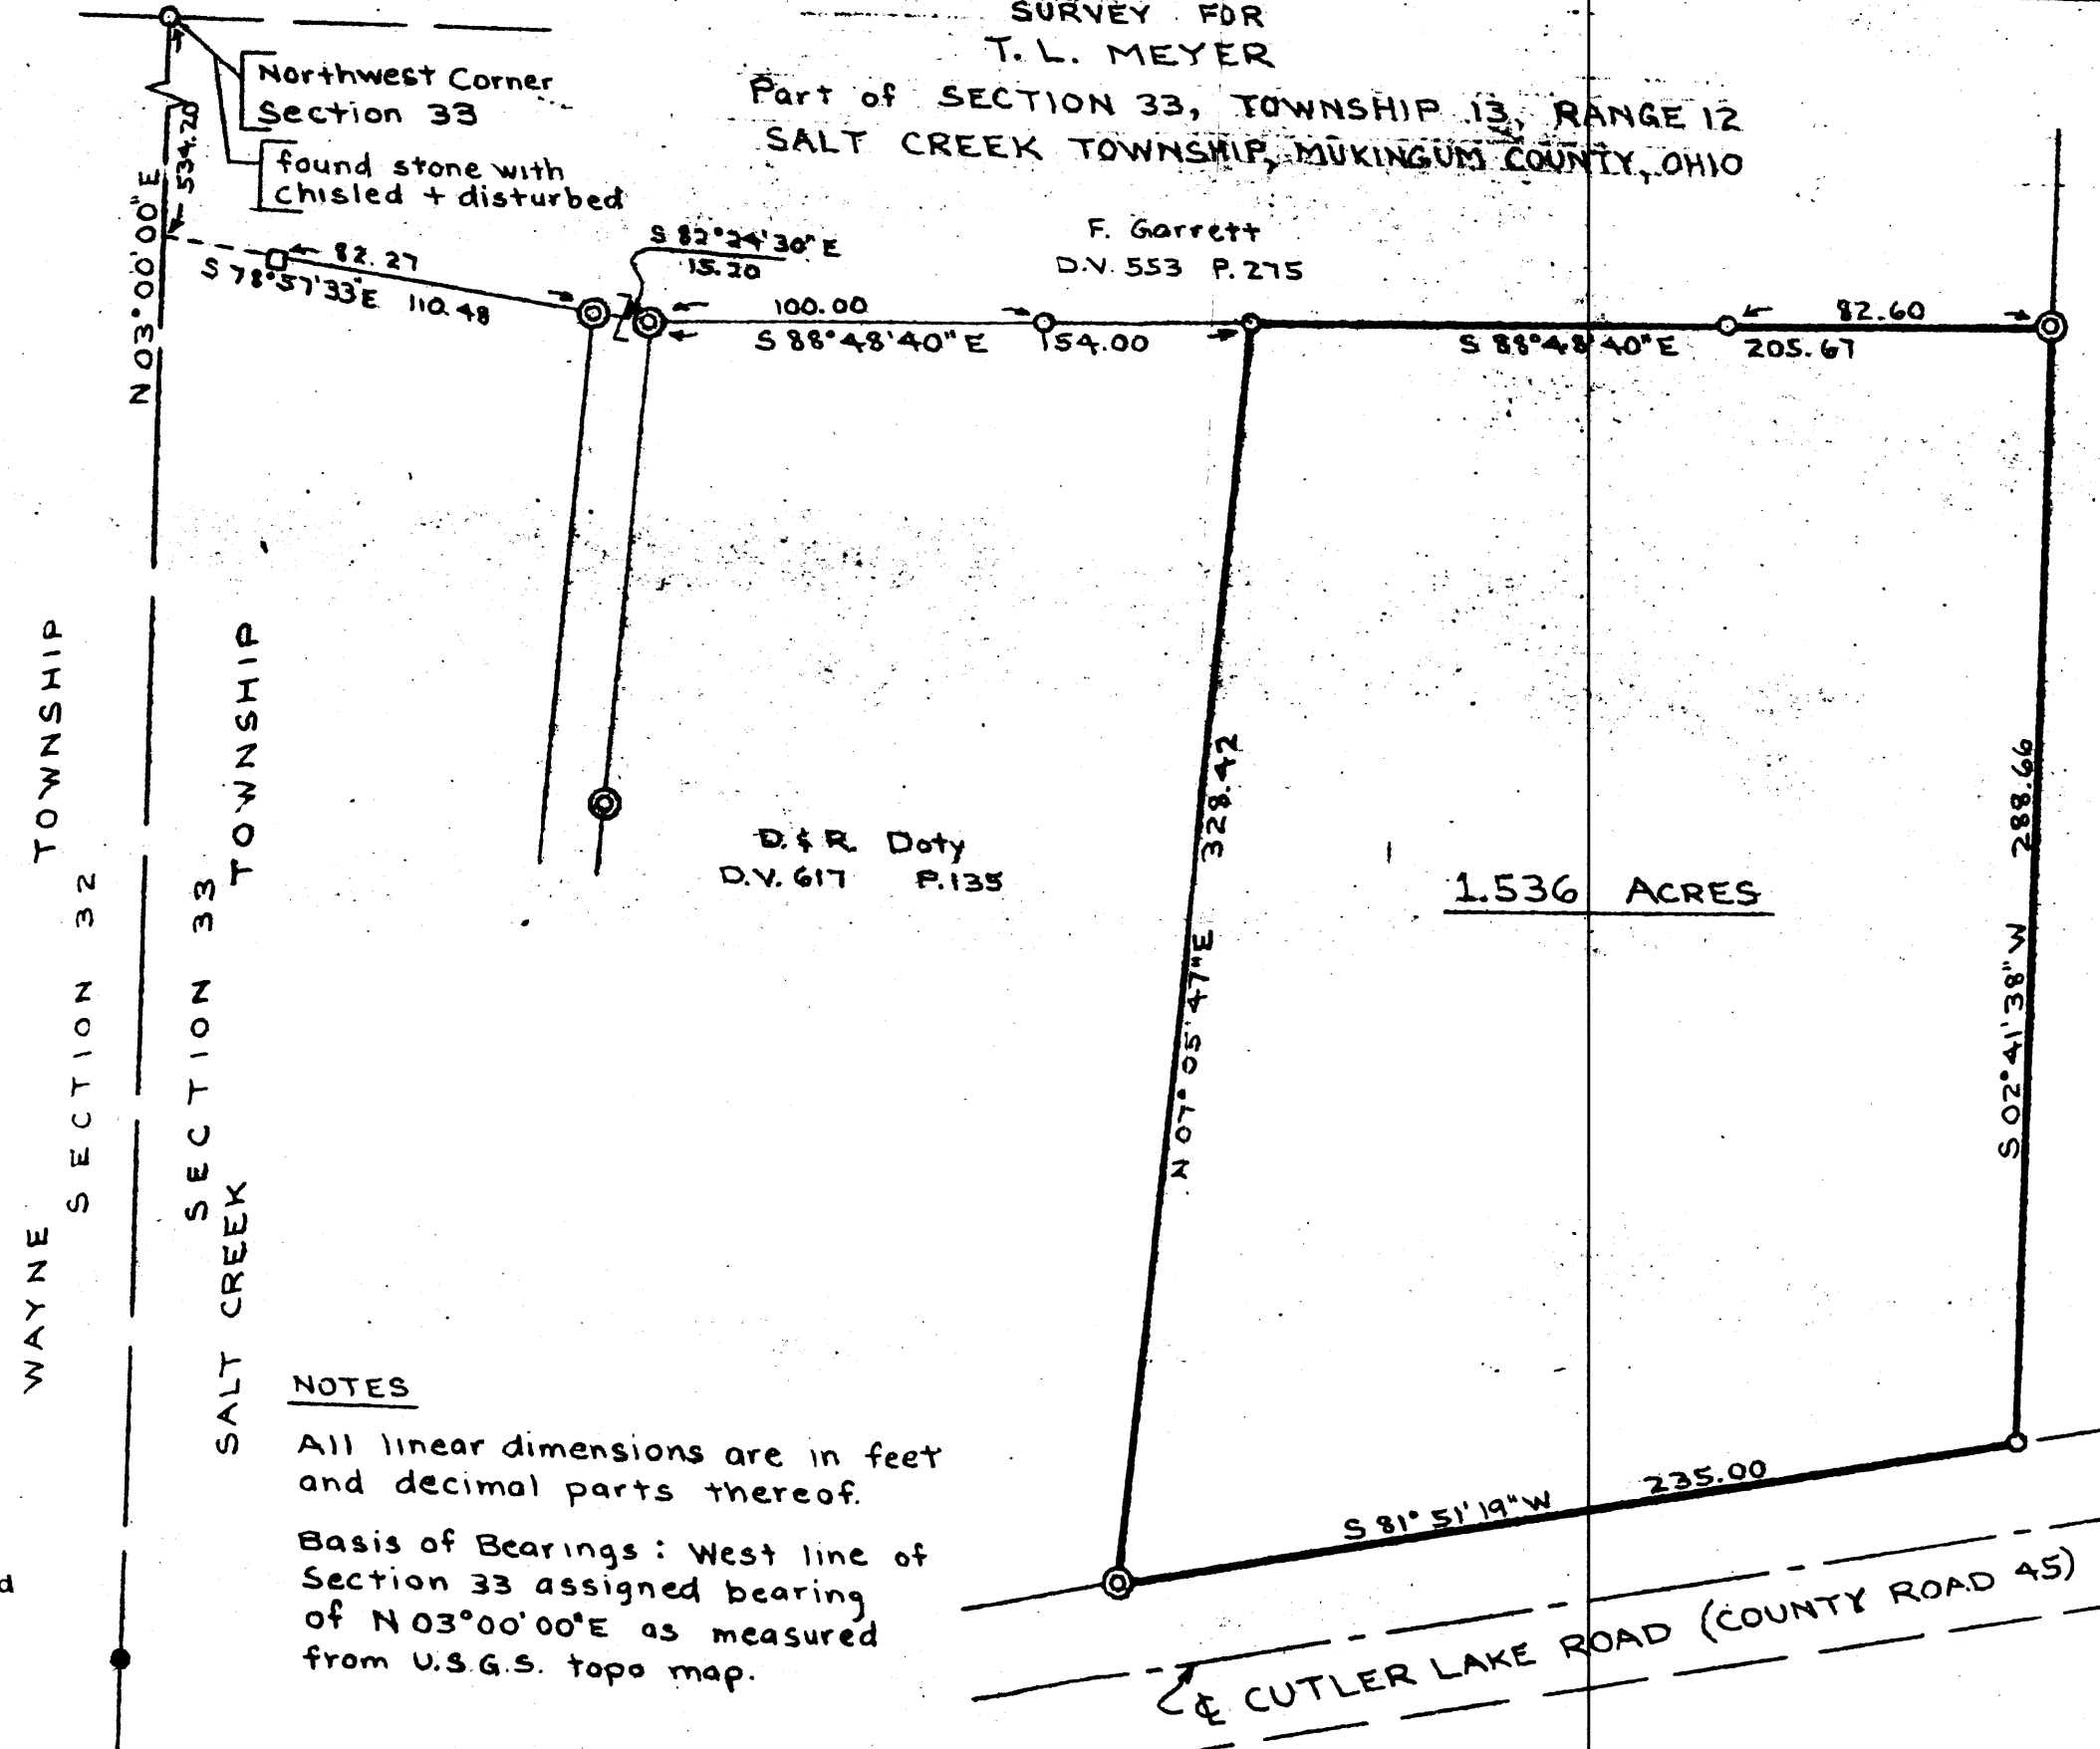 SURVEY FOR
T. L. MEYER
Part of SECTION 33, TOWNSHIP 13, RANGE 12
SALT CREEK TOWNSHIP, MUKINGUM COUNTY, OHIO
Northwest Corner
Section 33
found stone with
chisled + disturbed
534.20
N 03°00'00"E
82.27
S 78°57'33"E 110.48
S 82°24'30"E
15.20
F. Garrett
D.V. 553 P. 275
100.00
S 88°48'40"E 154.00
82.60
S 88°48'40"E 205.67
N 07°05'47"E 328.42
S 02°41'38"W 288.66
D. & R. Doty
D.V. 617 P. 135
1.536 ACRES
WAYNE TOWNSHIP
SECTION 32
SECTION 33
SALT CREEK TOWNSHIP
NOTES
All linear dimensions are in feet
and decimal parts thereof.
Basis of Bearings: West line of
Section 33 assigned bearing
of N 03°00'00"E as measured
from U.S.G.S. topo map.
d
S 81°51'19"W 235.00
℄ CUTLER LAKE ROAD (COUNTY ROAD 45)